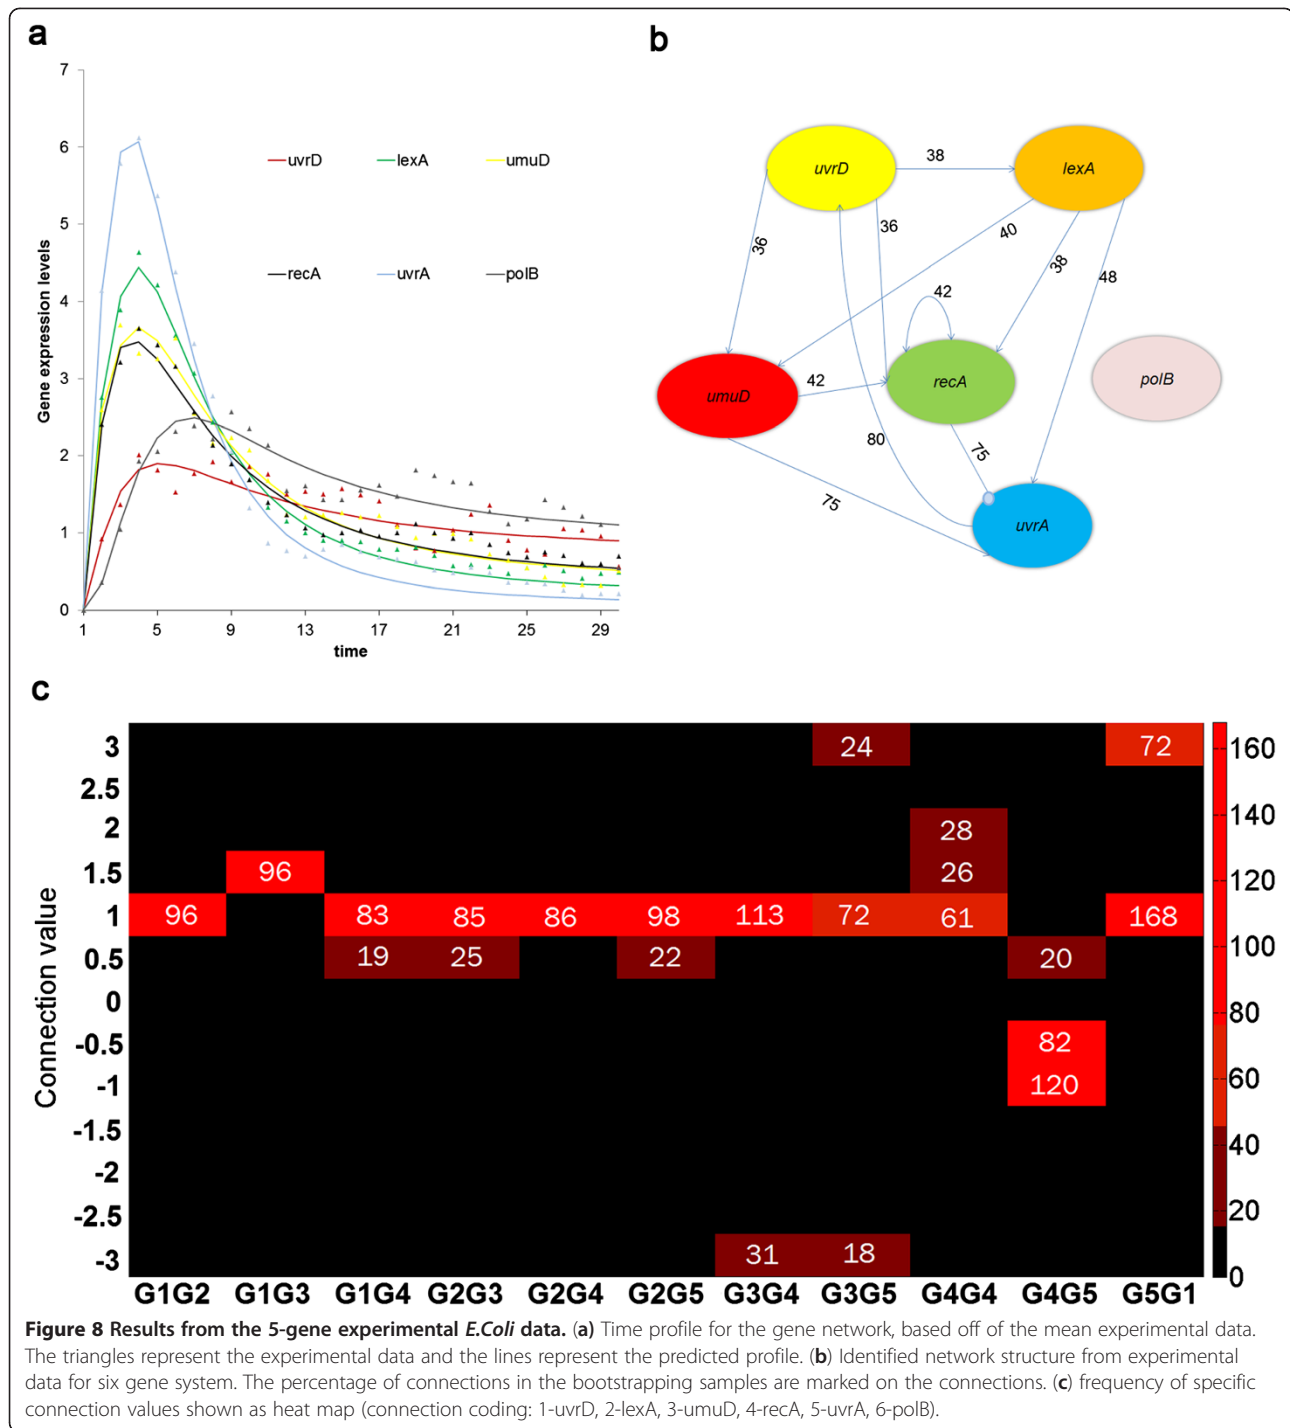 a
7
6
5
4
3
2
1
0
Gene expression levels
uvrD lexA umuD
recA uvrA polB
1 5 9 13 17 21 25 29
time
b
uvrD 38 lexA
36 36 40 38 48
42
umuD 42 recA polB
80 75
75 uvrA
c
Connection value
3 24 72 160
2.5
2 28 140
1.5 96 26 120
1 96 83 85 86 98 113 72 61 168
0.5 19 25 22 20 100
0 80
-0.5 82
-1 120 60
-1.5 40
-2
-2.5 20
-3 31 18 0
G1G2 G1G3 G1G4 G2G3 G2G4 G2G5 G3G4 G3G5 G4G4 G4G5 G5G1
Figure 8 Results from the 5-gene experimental E.Coli data. (a) Time profile for the gene network, based off of the mean experimental data.
The triangles represent the experimental data and the lines represent the predicted profile. (b) Identified network structure from experimental
data for six gene system. The percentage of connections in the bootstrapping samples are marked on the connections. (c) frequency of specific
connection values shown as heat map (connection coding: 1-uvrD, 2-lexA, 3-umuD, 4-recA, 5-uvrA, 6-polB).